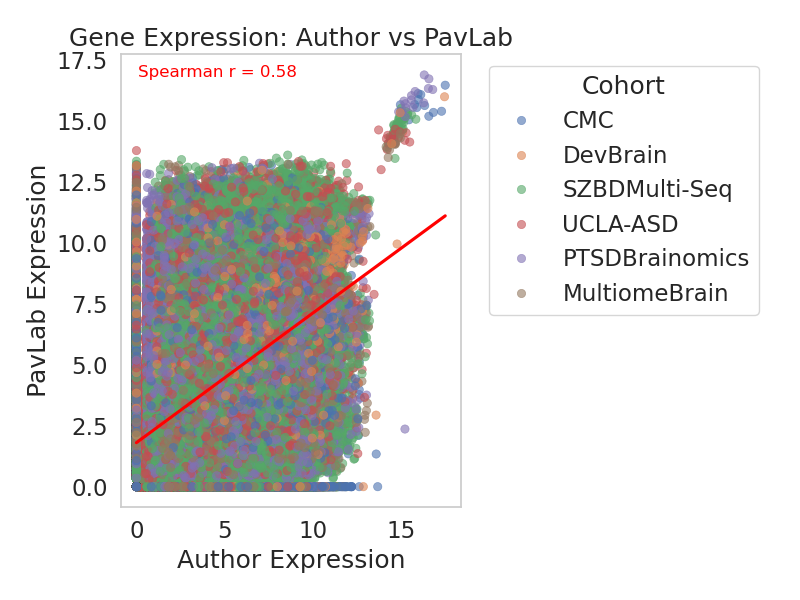 Gene Expression: Author vs PavLab
Spearman r = 0.58
17.5
15.0
12.5
10.0
7.5
5.0
2.5
0.0
PavLab Expression
0 5 10 15
Author Expression
Cohort
CMC
DevBrain
SZBDMulti-Seq
UCLA-ASD
PTSDBrainomics
MultiomeBrain